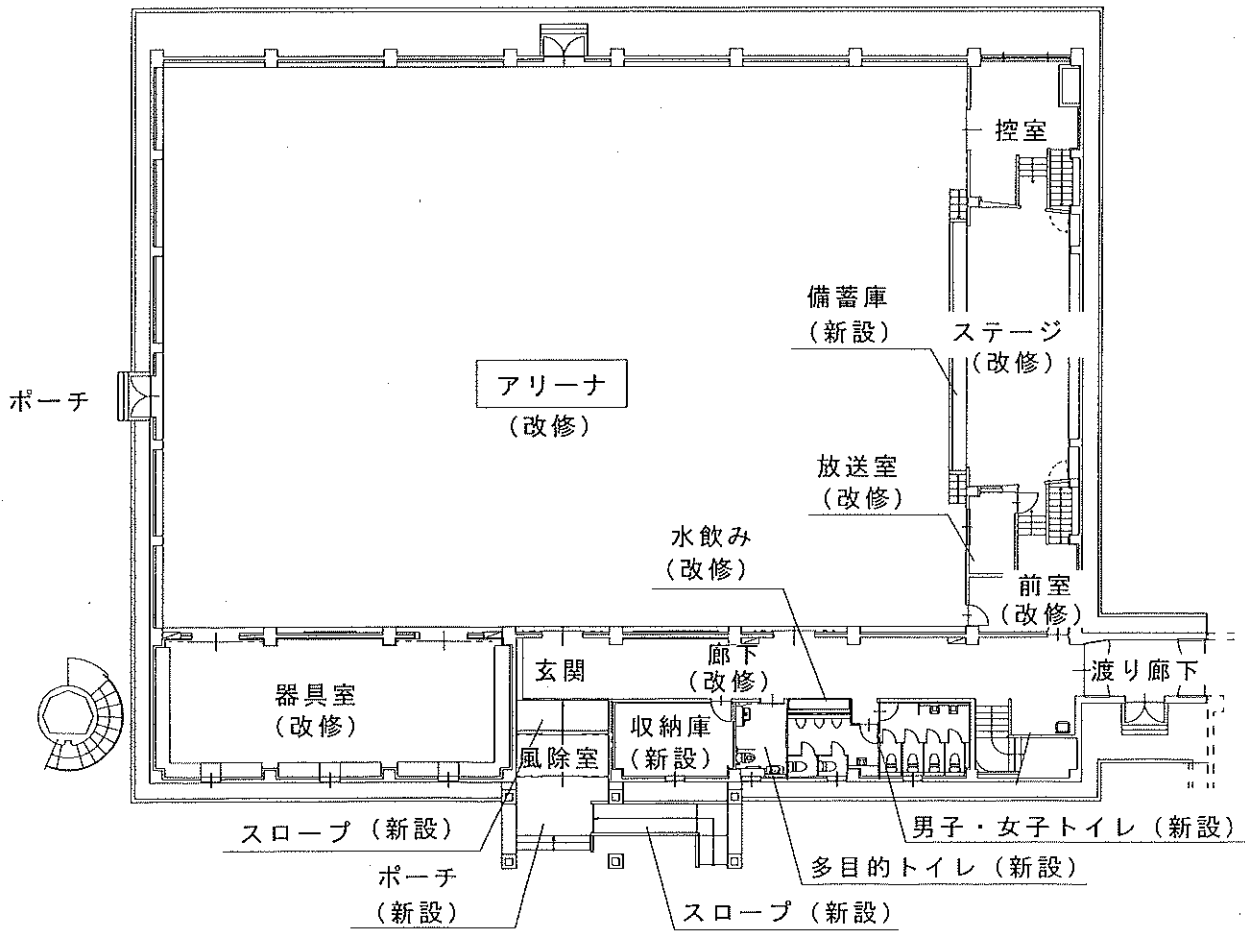 控室
備蓄庫
(新設)
ステージ
(改修)
ポーチ
アリーナ
(改修)
放送室
(改修)
水飲み
(改修)
前室
(改修)
玄関
廊下
(改修)
渡り廊下
器具室
(改修)
収納庫
(新設)
風除室
スロープ(新設)
男子・女子トイレ(新設)
多目的トイレ(新設)
ポーチ
(新設)
スロープ(新設)